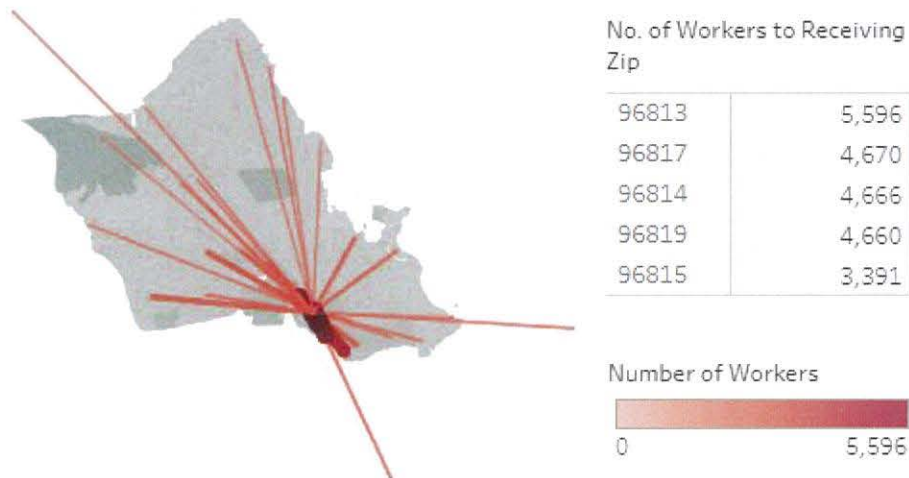 No. of Workers to Receiving
Zip
96813 5,596
96817 4,670
96814 4,666
96819 4,660
96815 3,391
Number of Workers
0 5,596